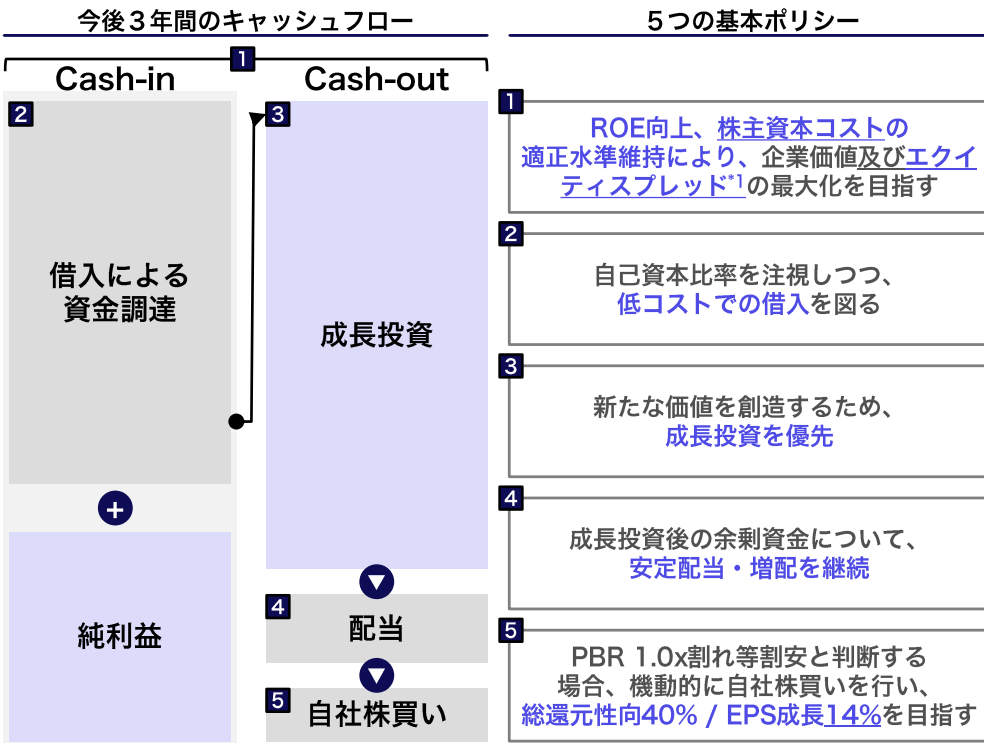 今後３年間のキャッシュフロー
1
Cash-in
Cash-out
2
借入による
資金調達
+
純利益
3
成長投資
4
配当
5
自社株買い
５つの基本ポリシー
1
ROE向上、株主資本コストの
適正水準維持により、企業価値及びエクイ
ティスプレッド*1の最大化を目指す
2
自己資本比率を注視しつつ、
低コストでの借入を図る
3
新たな価値を創造するため、
成長投資を優先
4
成長投資後の余剰資金について、
安定配当・増配を継続
5
PBR 1.0x割れ等割安と判断する
場合、機動的に自社株買いを行い、
総還元性向40% / EPS成長14%を目指す